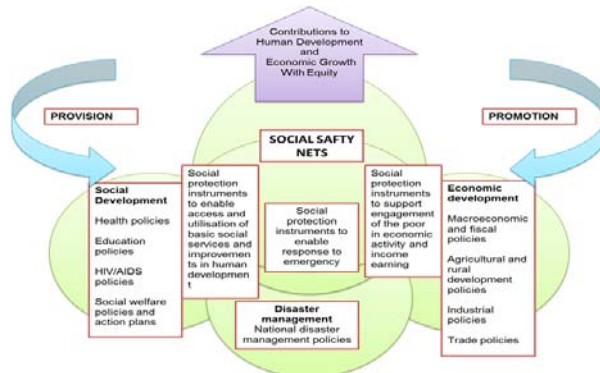 Contributions to
Human Development
and
Economic Growth
With Equity
PROVISION
PROMOTION
SOCIAL SAFTY
NETS
Social Development
Health policies
Education
policies
HIV/AIDS
policies
Social welfare
policies and
action plans
Social
protection
instruments
to enable
access and
utilisation of
basic social
services and
improvemen
ts in human
developmen
t
Social
protection
instruments to
enable
response to
emergency
Social
protection
instruments
to support
engagement
of the poor
in economic
activity and
income
earning
Economic
development
Macroeconomic
and fiscal
policies
Agricultural and
rural
development
policies
Industrial
policies
Trade policies
Disaster
management
National disaster
management policies